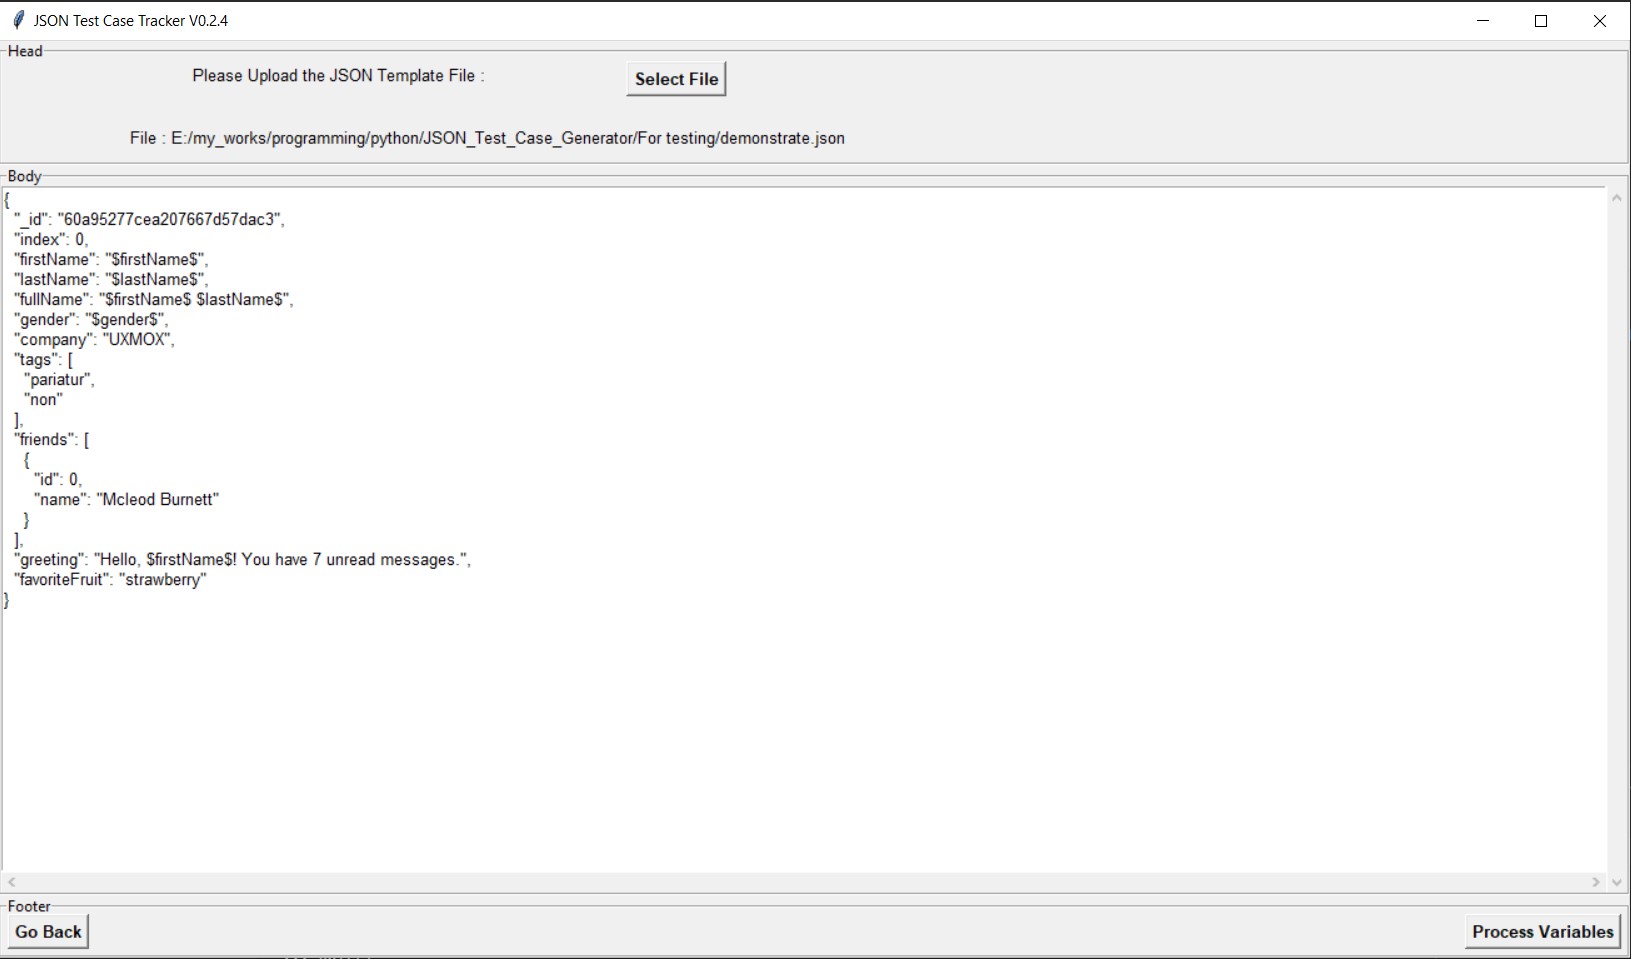 JSON Test Case Tracker V0.2.4
Head
Please Upload the JSON Template File :
Select File
File : E:/my_works/programming/python/JSON_Test_Case_Generator/For testing/demonstrate.json
Body
{
  "_id": "60a95277cea207667d57dac3",
  "index": 0,
  "firstName": "$firstName$",
  "lastName": "$lastName$",
  "fullName": "$firstName$ $lastName$",
  "gender": "$gender$",
  "company": "UXMOX",
  "tags": [
    "pariatur",
    "non"
  ],
  "friends": [
    {
      "id": 0,
      "name": "Mcleod Burnett"
    }
  ],
  "greeting": "Hello, $firstName$! You have 7 unread messages.",
  "favoriteFruit": "strawberry"
}
Footer
Go Back
Process Variables